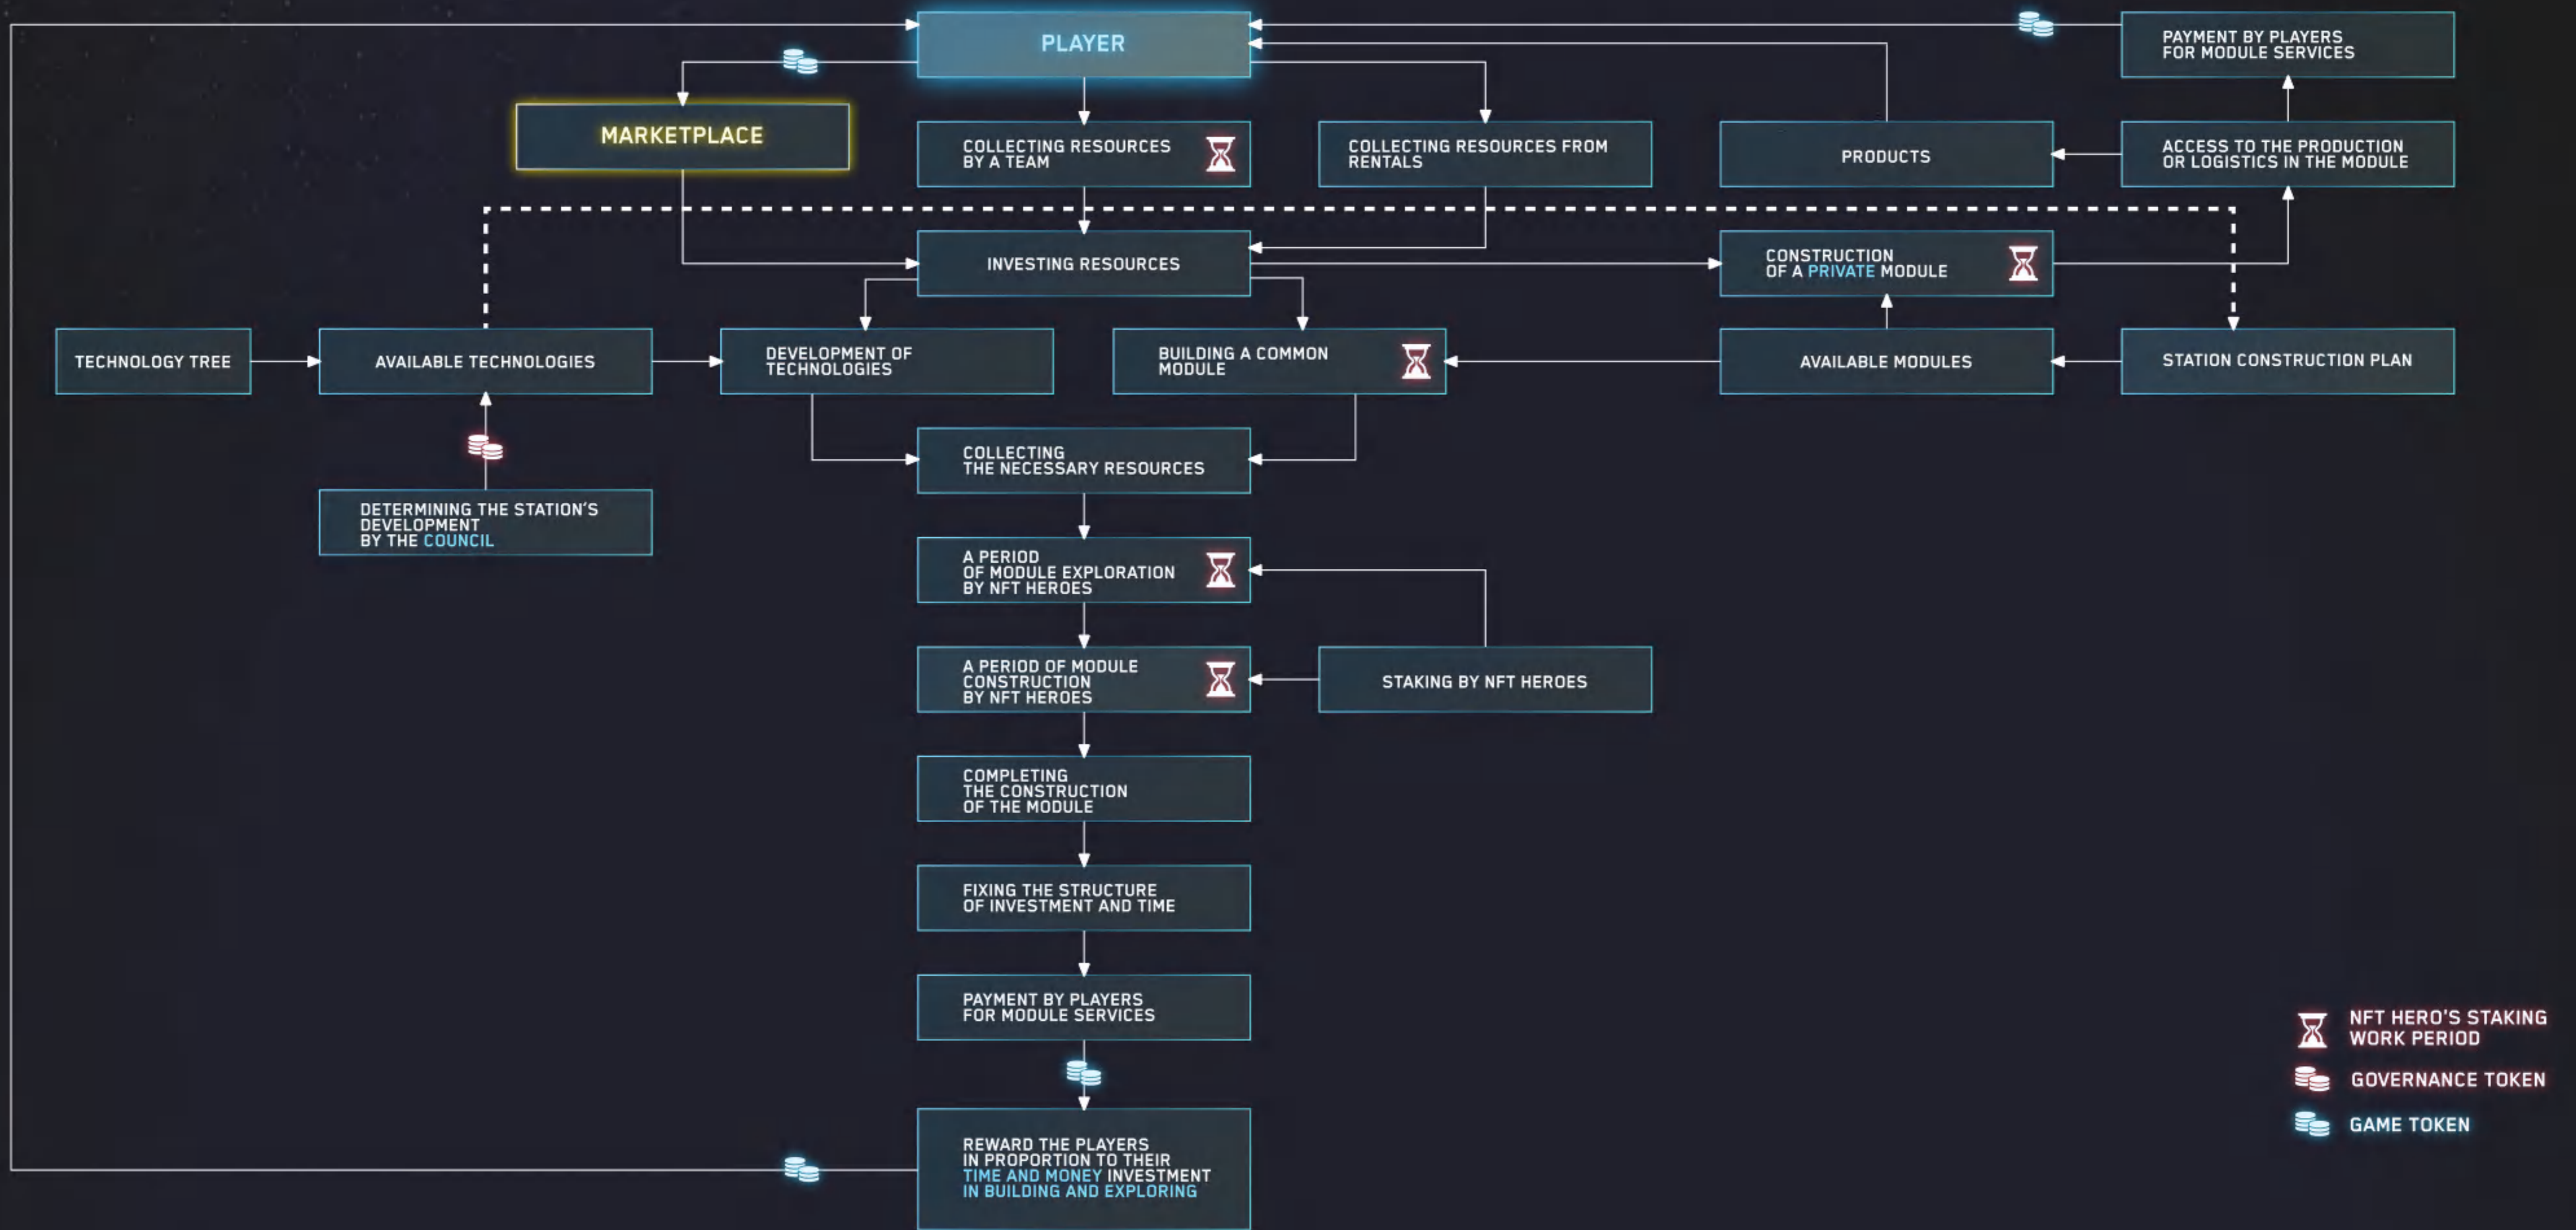 PLAYER
PAYMENT BY PLAYERS
FOR MODULE SERVICES
MARKETPLACE
COLLECTING RESOURCES
BY A TEAM
COLLECTING RESOURCES FROM
RENTALS
PRODUCTS
ACCESS TO THE PRODUCTION
OR LOGISTICS IN THE MODULE
INVESTING RESOURCES
CONSTRUCTION
OF A PRIVATE MODULE
TECHNOLOGY TREE
AVAILABLE TECHNOLOGIES
DEVELOPMENT OF
TECHNOLOGIES
BUILDING A COMMON
MODULE
AVAILABLE MODULES
STATION CONSTRUCTION PLAN
COLLECTING
THE NECESSARY RESOURCES
DETERMINING THE STATION'S
DEVELOPMENT
BY THE COUNCIL
A PERIOD
OF MODULE EXPLORATION
BY NFT HEROES
A PERIOD OF MODULE
CONSTRUCTION
BY NFT HEROES
STAKING BY NFT HEROES
COMPLETING
THE CONSTRUCTION
OF THE MODULE
FIXING THE STRUCTURE
OF INVESTMENT AND TIME
PAYMENT BY PLAYERS
FOR MODULE SERVICES
REWARD THE PLAYERS
IN PROPORTION TO THEIR
TIME AND MONEY INVESTMENT
IN BUILDING AND EXPLORING
NFT HERO'S STAKING
WORK PERIOD
GOVERNANCE TOKEN
GAME TOKEN